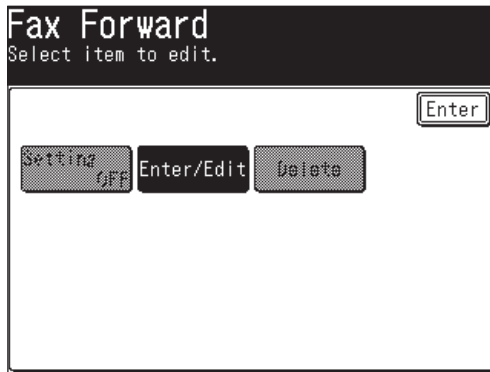 Fax Forward
Select item to edit.
Enter
Setting
OFF
Enter/Edit
Delete